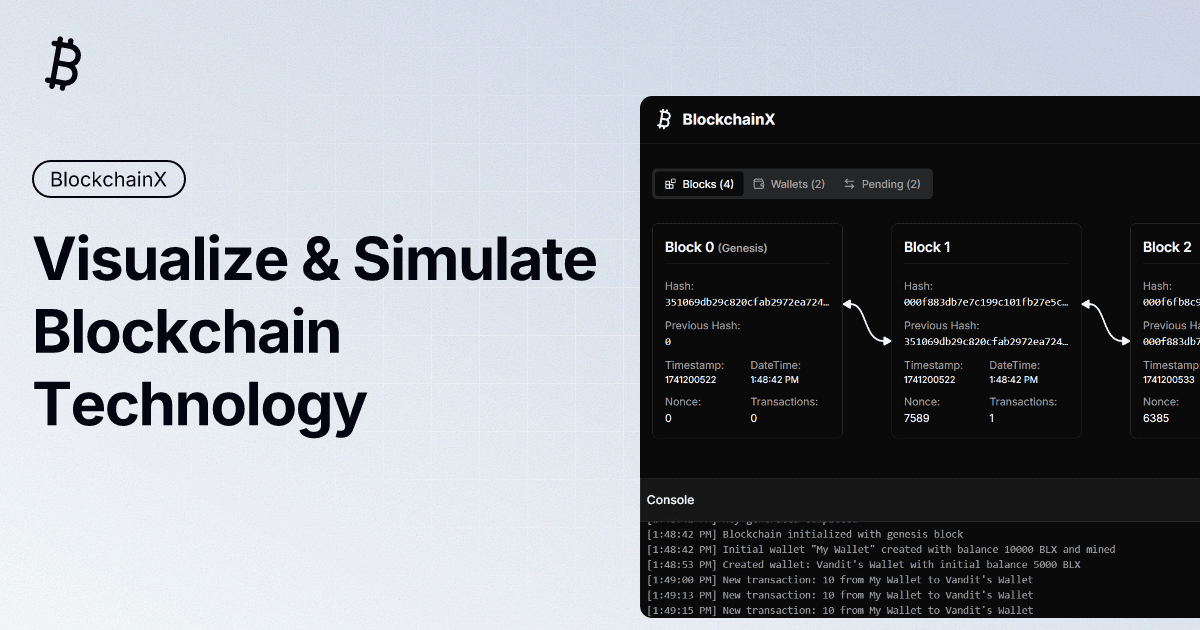 BlockchainX
Visualize & Simulate
Blockchain
Technology
BlockchainX
Blocks (4) Wallets (2) Pending (2)
Block 0 (Genesis)
Hash:
351069db29c820cfab2972ea724…
Previous Hash:
0
Timestamp: DateTime:
1741200522 1:48:42 PM
Nonce: Transactions:
0 0
Block 1
Hash:
000f883db7e7c199c101fb27e5c…
Previous Hash:
351069db29c820cfab2972ea724…
Timestamp: DateTime:
1741200522 1:48:42 PM
Nonce: Transactions:
7589 1
Block 2
Hash:
000f6fb8c9
Previous Ha
000f883db7
Timestamp:
1741200533
Nonce:
6385
Console
[1:48:42 PM] Blockchain initialized with genesis block
[1:48:42 PM] Initial wallet "My Wallet" created with balance 10000 BLX and mined
[1:48:53 PM] Created wallet: Vandit's Wallet with initial balance 5000 BLX
[1:49:00 PM] New transaction: 10 from My Wallet to Vandit's Wallet
[1:49:13 PM] New transaction: 10 from My Wallet to Vandit's Wallet
[1:49:15 PM] New transaction: 10 from My Wallet to Vandit's Wallet